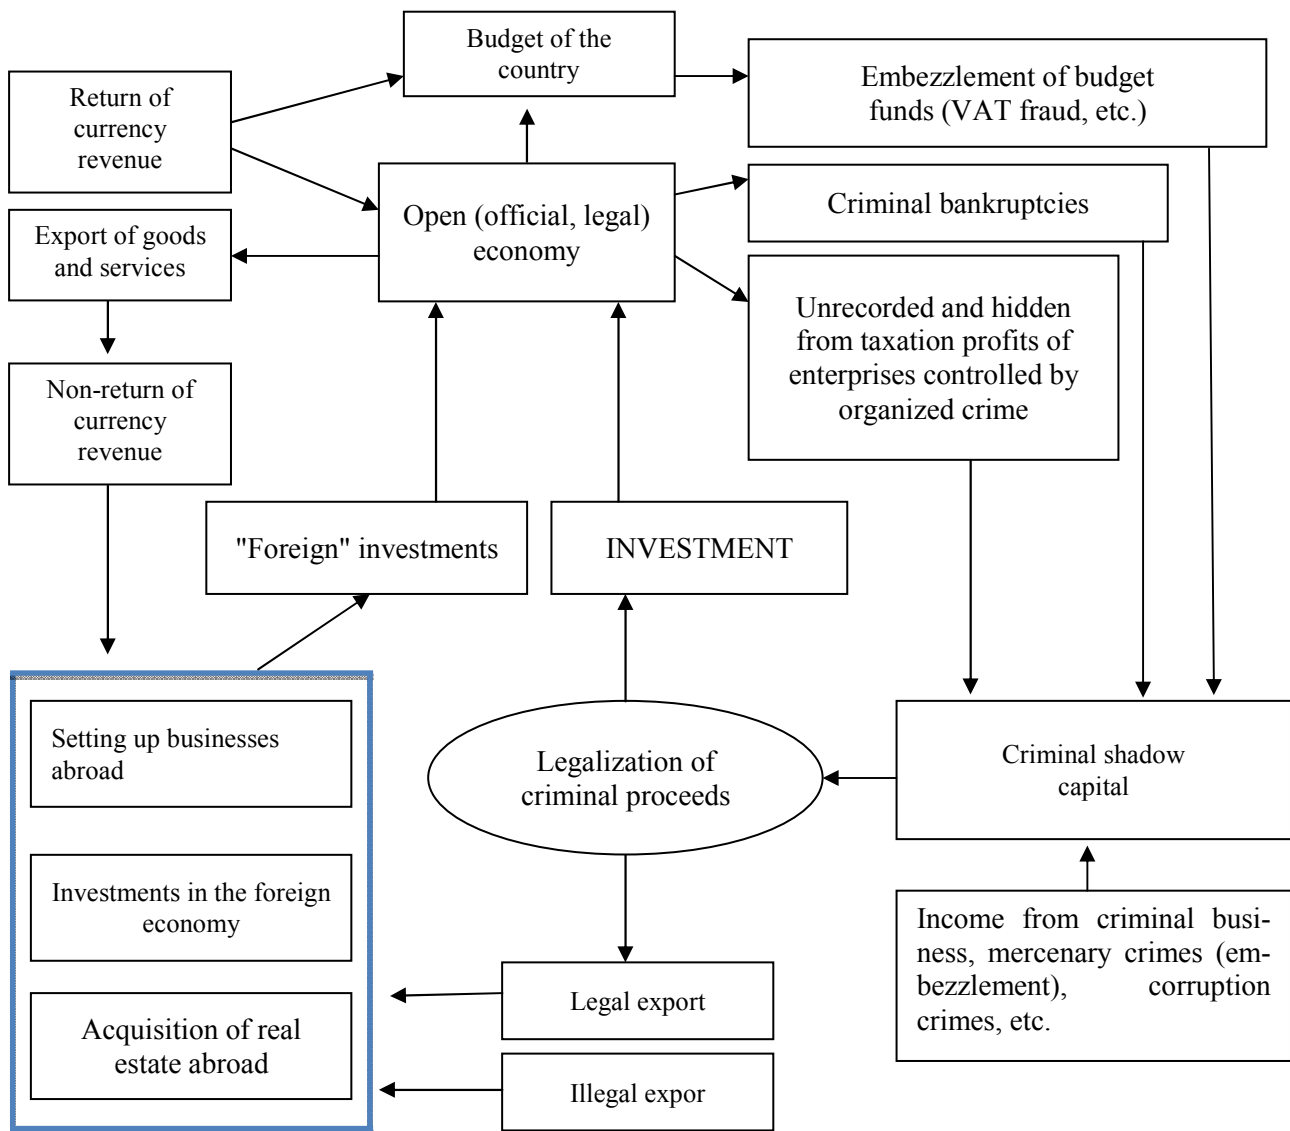 Budget of the
country
Return of
currency
revenue
Embezzlement of budget
funds (VAT fraud, etc.)
Open (official, legal)
economy
Criminal bankruptcies
Export of goods
and services
Unrecorded and hidden
from taxation profits of
enterprises controlled by
organized crime
Non-return of
currency
revenue
"Foreign" investments
INVESTMENT
Setting up businesses
abroad
Legalization of
criminal proceeds
Criminal shadow
capital
Investments in the foreign
economy
Income from criminal busi-
ness, mercenary crimes (em-
bezzlement), corruption
crimes, etc.
Legal export
Acquisition of real
estate abroad
Illegal expor